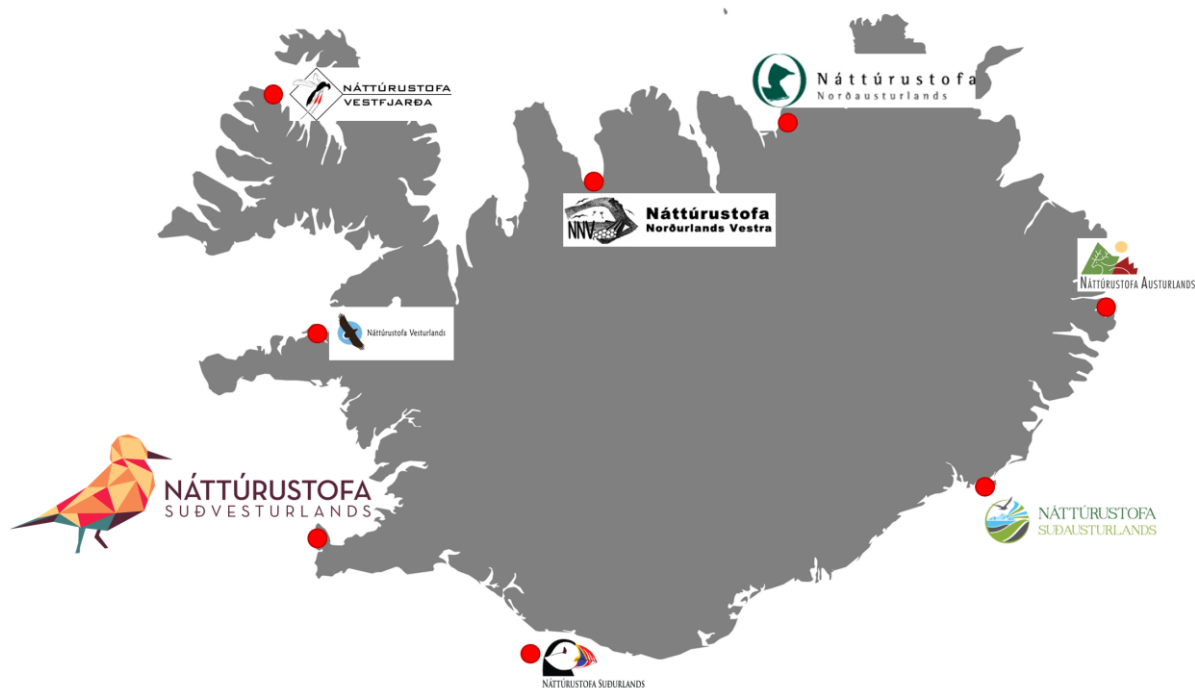 NÁTTÚRUSTOFA
VESTFJARÐA
Náttúrustofa
Norðausturlands
NNV
Náttúrustofa
Norðurlands Vestra
NÁTTÚRUSTOFA AUSTURLANDS
Náttúrustofa Vesturlands
NÁTTÚRUSTOFA
SUÐVESTURLANDS
NÁTTÚRUSTOFA
SUÐAUSTURLANDS
NÁTTÚRUSTOFA SUÐURLANDS